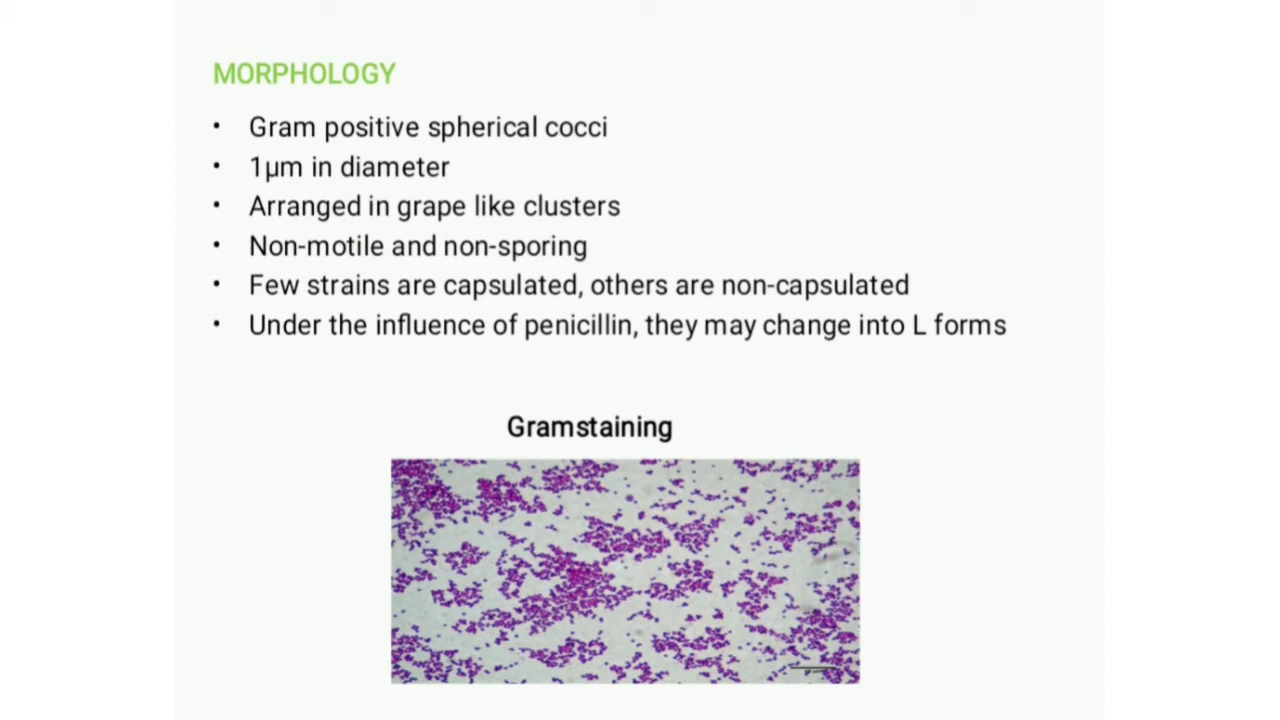 MORPHOLOGY
• Gram positive spherical cocci
• 1µm in diameter
• Arranged in grape like clusters
• Non-motile and non-sporing
• Few strains are capsulated, others are non-capsulated
• Under the influence of penicillin, they may change into L forms
Gramstaining